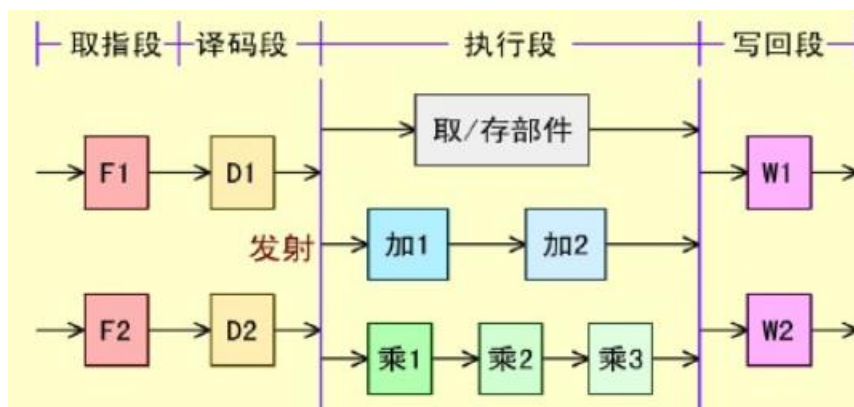 取指段 译码段 执行段 写回段
取/存部件
F1 D1 W1
发射 加1 加2
F2 D2 W2
乘1 乘2 乘3